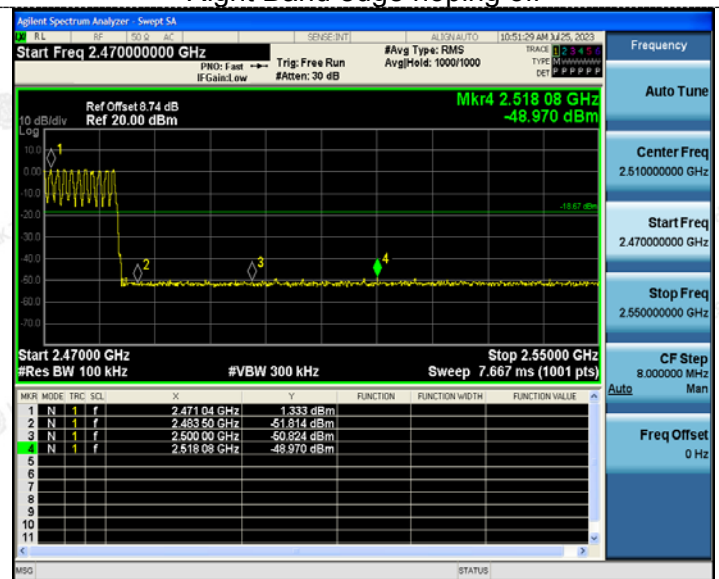 Right Band edge hoping off
Agilent Spectrum Analyzer - Swept SA
RL RF 50 Ω AC SENSE:INT ALIGN AUTO 10:51:29 AM Jul 25, 2023
Start Freq 2.470000000 GHz
PNO: Fast
IFGain:Low
Trig: Free Run
#Atten: 30 dB
#Avg Type: RMS
Avg|Hold: 1000/1000
TRACE 1 2 3 4 5 6
TYPE M W W W W W
DET P P P P P P
Ref Offset 8.74 dB
Mkr4 2.518 08 GHz
10 dB/div Ref 20.00 dBm -48.970 dBm
Log
10.0
0.00
-10.0
-20.0
-30.0
-40.0
-50.0
-60.0
-70.0
1
2
3
4
-18.67 dBm
Start 2.47000 GHz Stop 2.55000 GHz
#Res BW 100 kHz #VBW 300 kHz Sweep 7.667 ms (1001 pts)
MKR MODE TRC SCL X Y FUNCTION FUNCTION WIDTH FUNCTION VALUE
1 N 1 f 2.471 04 GHz 1.333 dBm
2 N 1 f 2.483 50 GHz -51.814 dBm
3 N 1 f 2.500 00 GHz -50.824 dBm
4 N 1 f 2.518 08 GHz -48.970 dBm
5
6
7
8
9
10
11
MSG STATUS
Frequency
Auto Tune
Center Freq
2.510000000 GHz
Start Freq
2.470000000 GHz
Stop Freq
2.550000000 GHz
CF Step
8.000000 MHz
Auto Man
Freq Offset
0 Hz